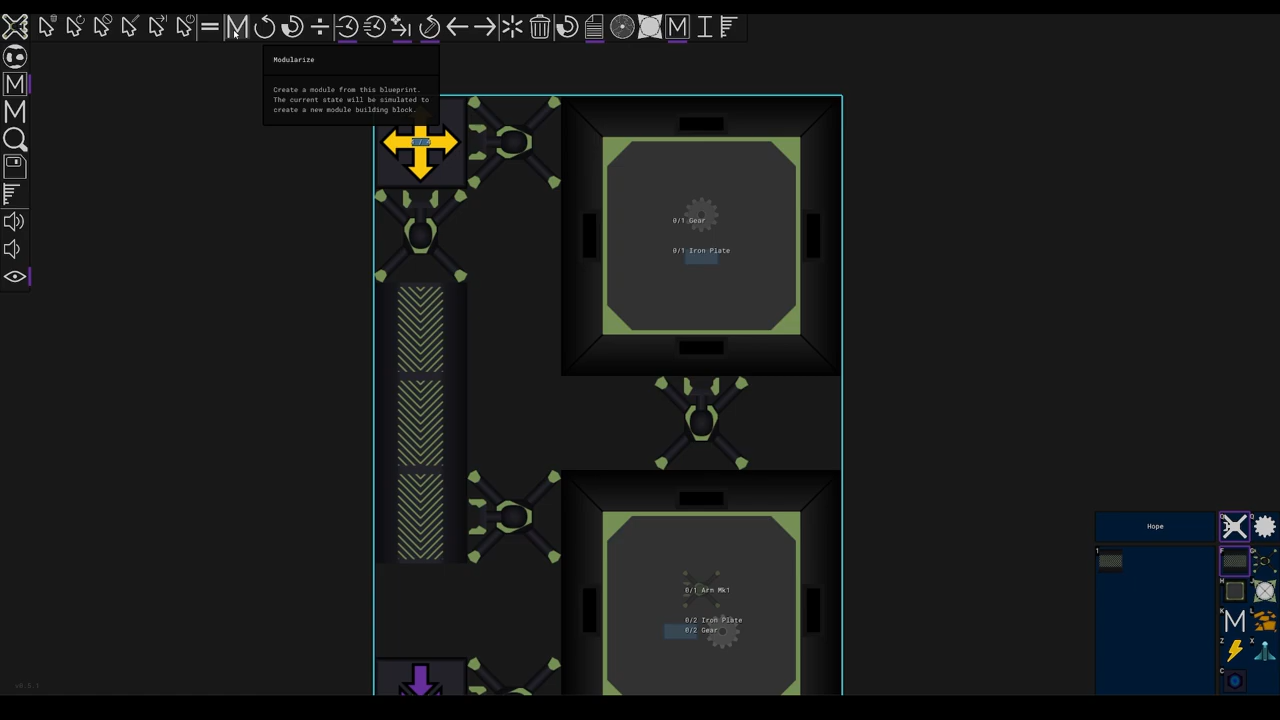 Modularize
Create a module from this blueprint.
The current state will be simulated to
create a new module building block.
0/1 Gear
0/1 Iron Plate
0/1 Arm Mk1
0/2 Iron Plate
0/2 Gear
Hope
1